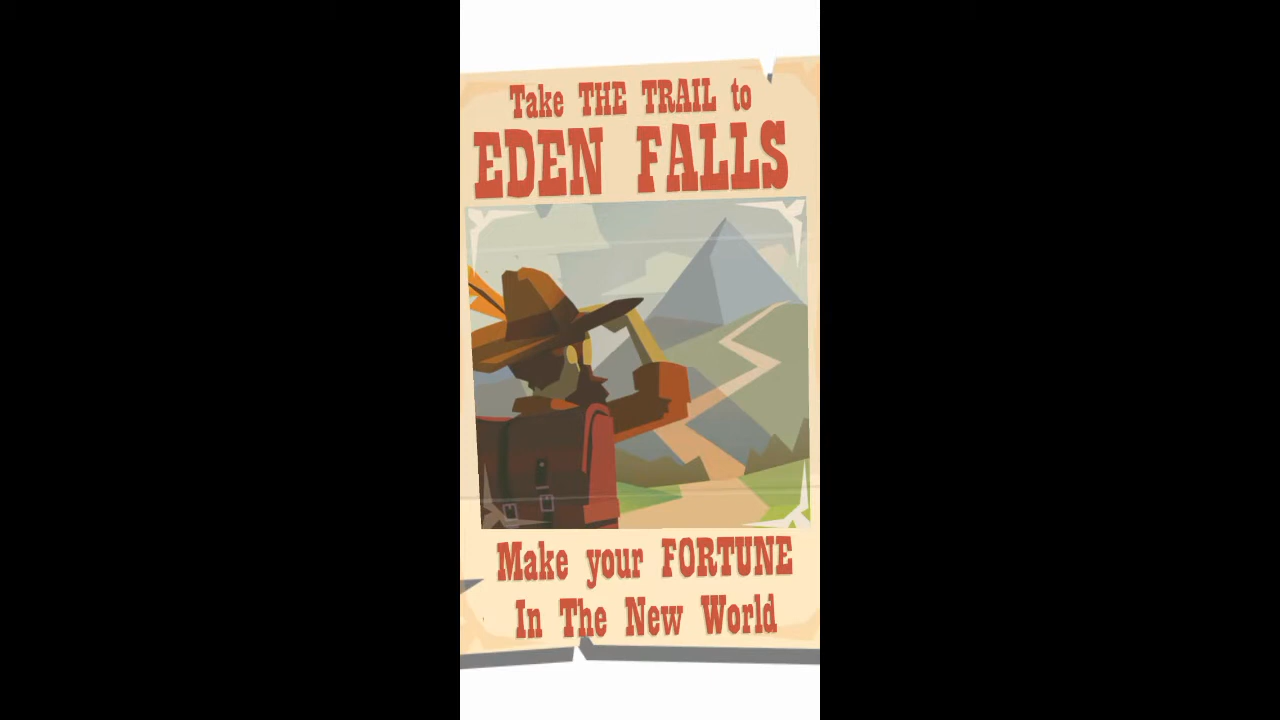 Take THE TRAIL to
EDEN FALLS
Make your FORTUNE
In The New World